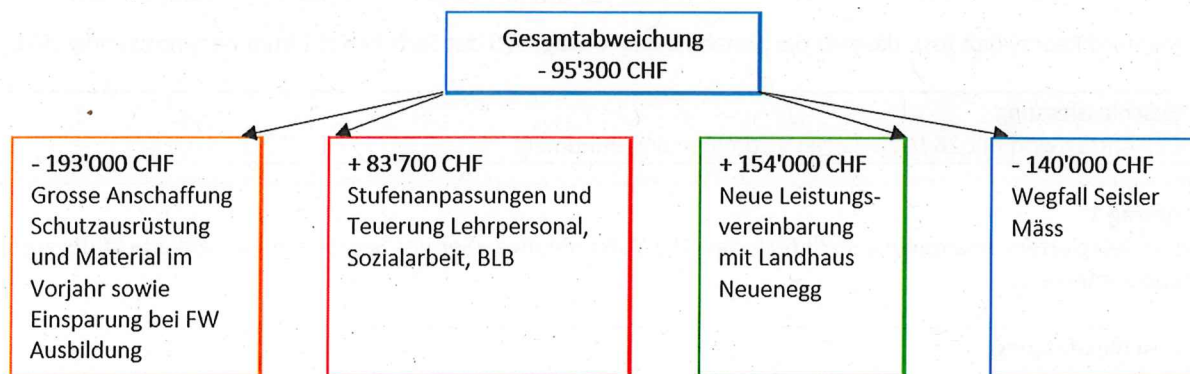 Gesamtabweichung
- 95'300 CHF
- 193'000 CHF
Grosse Anschaffung
Schutzausrüstung
und Material im
Vorjahr sowie
Einsparung bei FW
Ausbildung
+ 83'700 CHF
Stufenanpassungen und
Teuerung Lehrpersonal,
Sozialarbeit, BLB
+ 154'000 CHF
Neue Leistungs-
vereinbarung
mit Landhaus
Neuenegg
- 140'000 CHF
Wegfall Seisler
Mäss